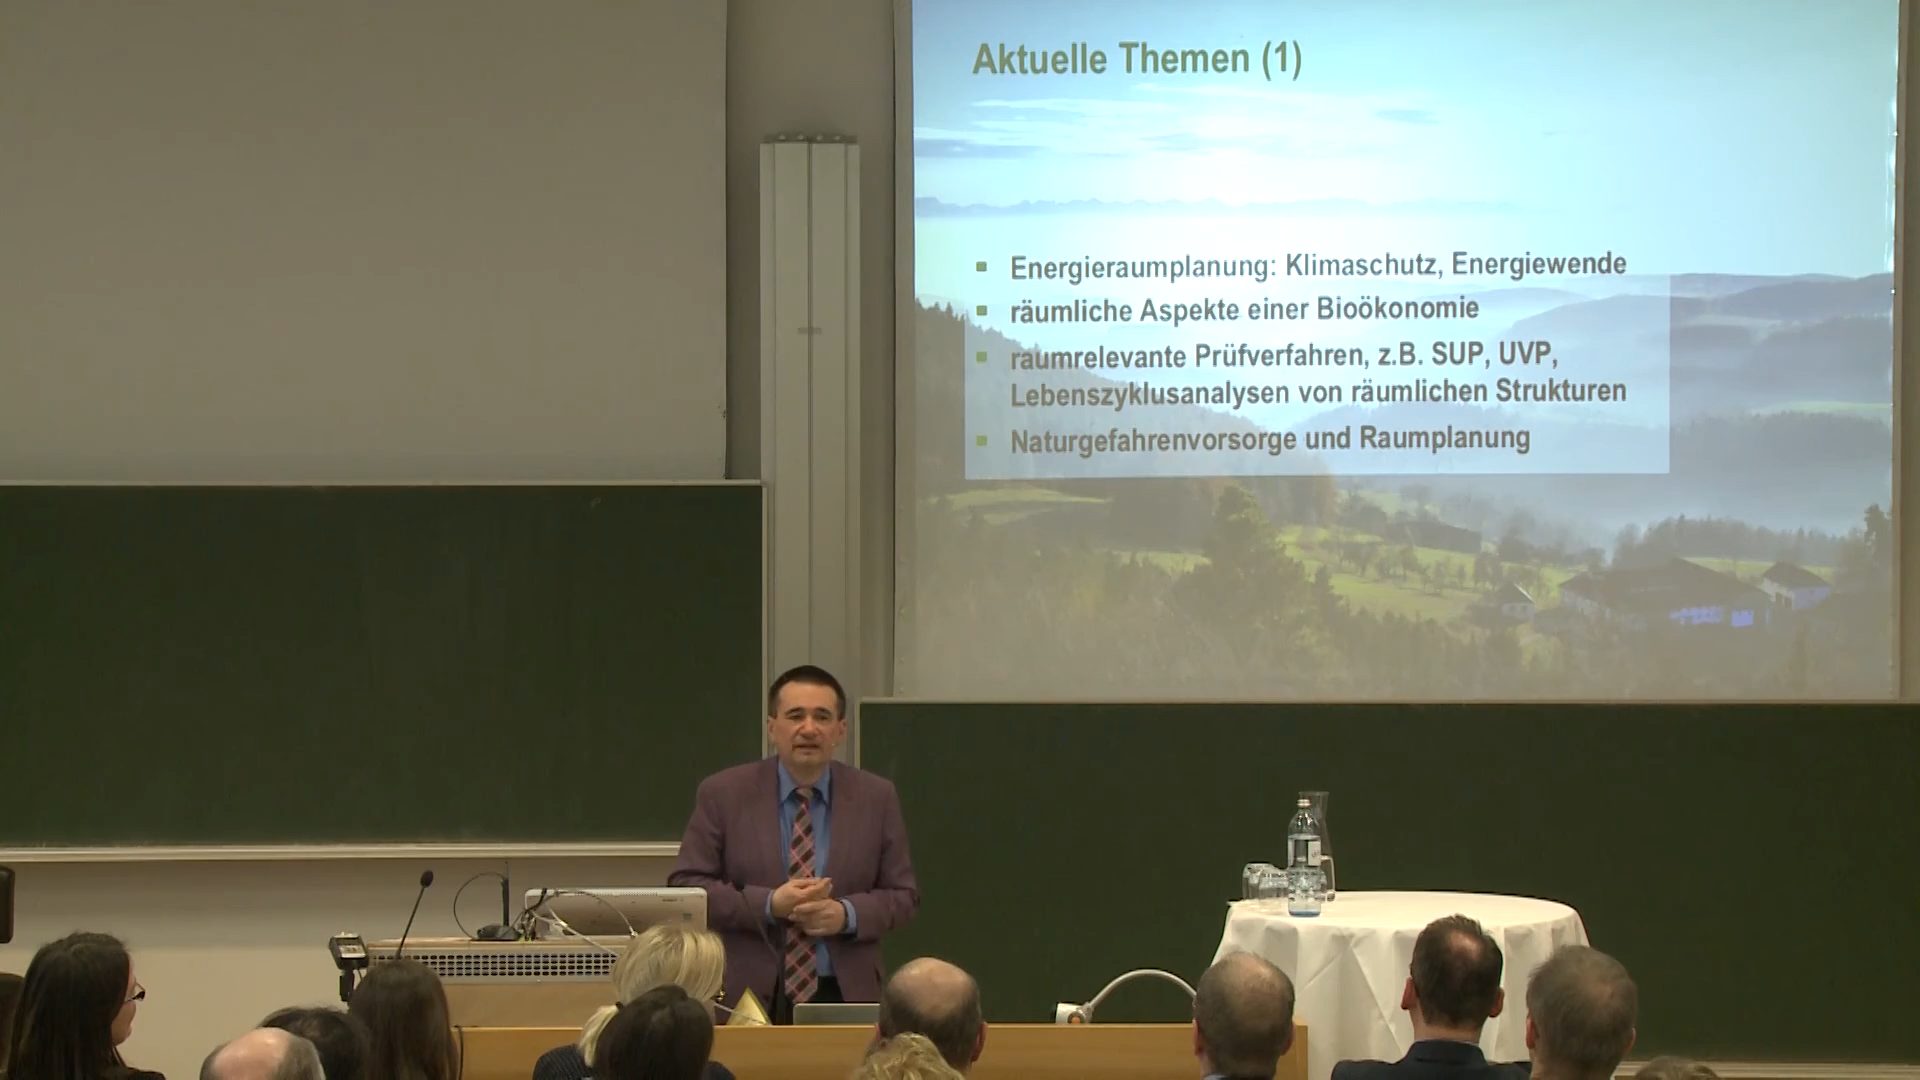 Aktuelle Themen (1)
Energieraumplanung: Klimaschutz, Energiewende
räumliche Aspekte einer Bioökonomie
raumrelevante Prüfverfahren, z.B. SUP, UVP,
Lebenszyklusanalysen von räumlichen Strukturen
Naturgefahrenvorsorge und Raumplanung